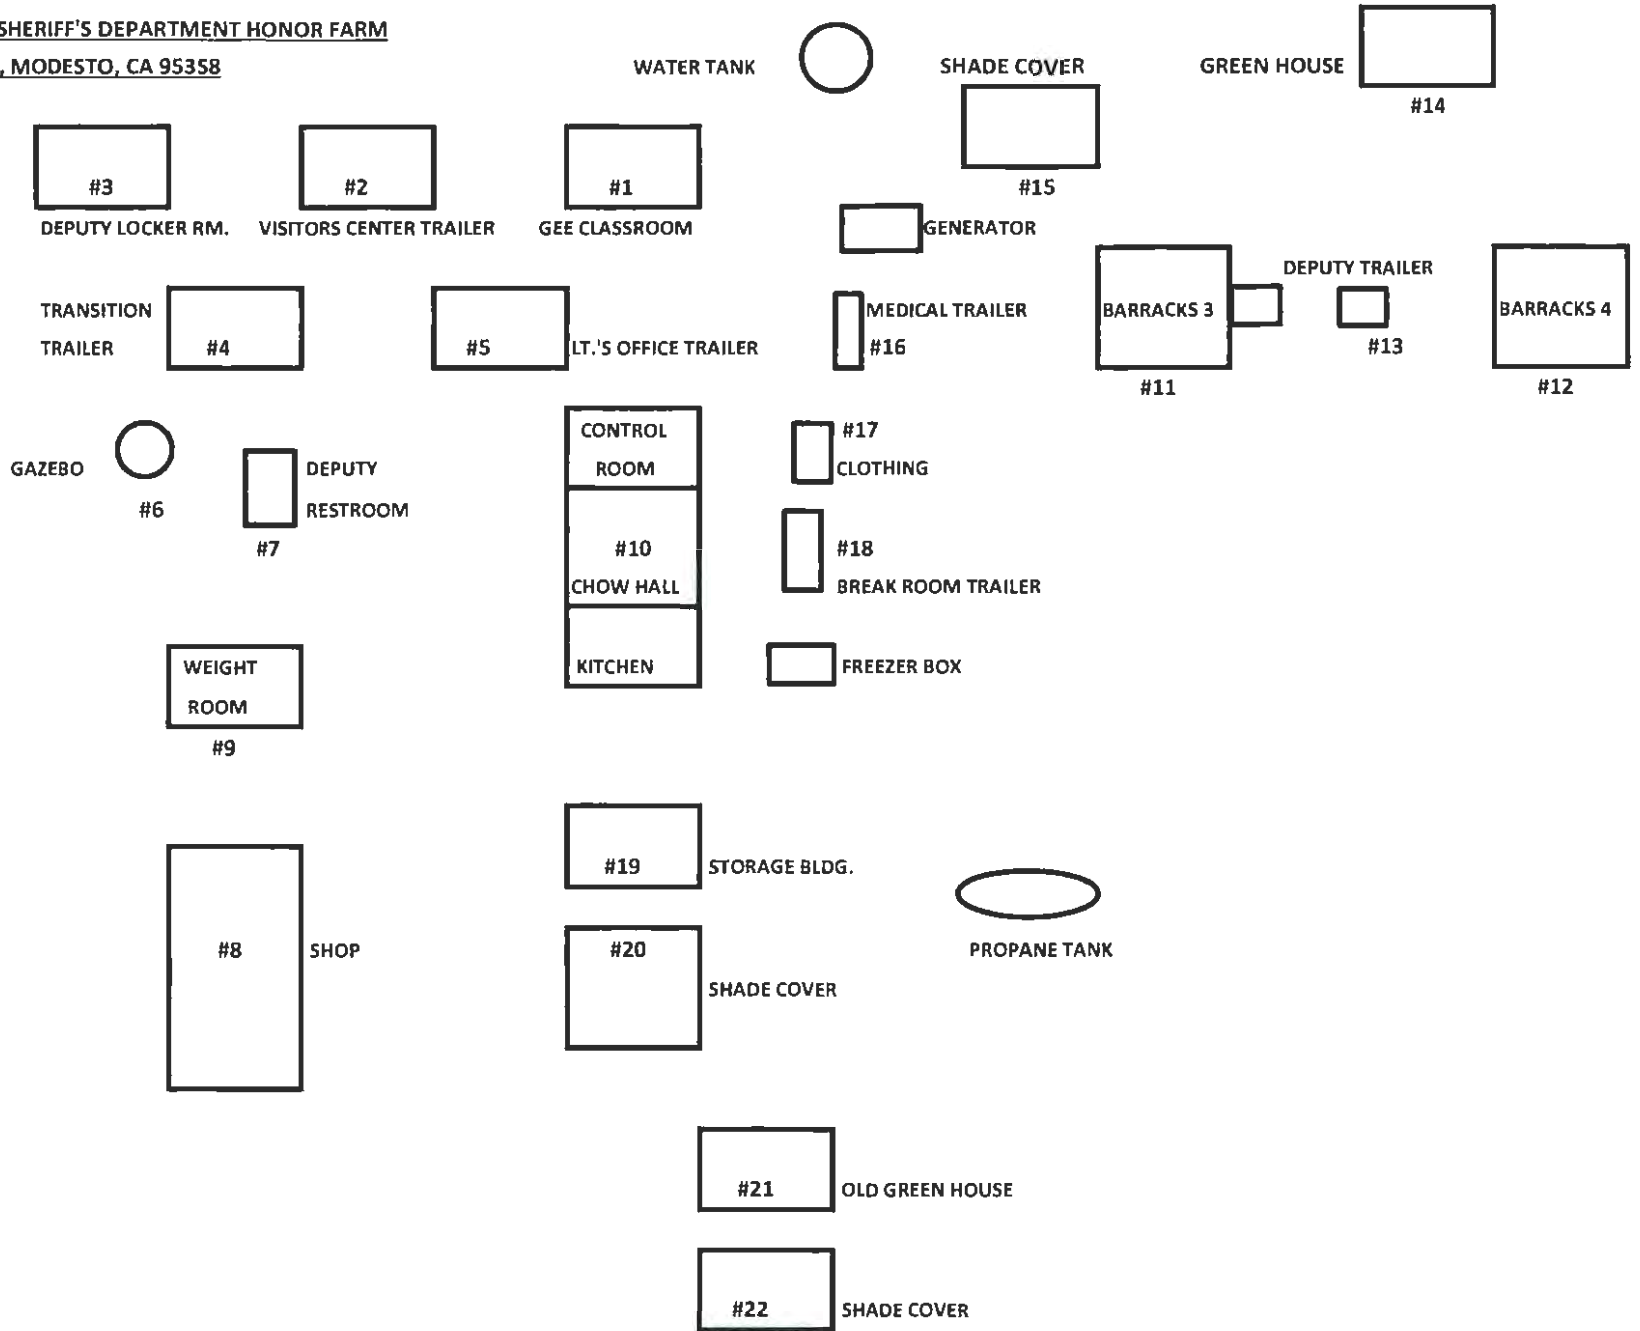 SHERIFF'S DEPARTMENT HONOR FARM
, MODESTO, CA 95358
WATER TANK
SHADE COVER
GREEN HOUSE
#14
#3
#2
#1
#15
DEPUTY LOCKER RM.
VISITORS CENTER TRAILER
GEE CLASSROOM
GENERATOR
DEPUTY TRAILER
TRANSITION
TRAILER
#4
#5
LT.'S OFFICE TRAILER
MEDICAL TRAILER
#16
BARRACKS 3
#13
BARRACKS 4
#11
#12
GAZEBO
#6
DEPUTY
RESTROOM
#7
CONTROL
ROOM
#17
CLOTHING
#10
CHOW HALL
#18
BREAK ROOM TRAILER
WEIGHT
ROOM
#9
KITCHEN
FREEZER BOX
#19
STORAGE BLDG.
#8
SHOP
#20
SHADE COVER
PROPANE TANK
#21
OLD GREEN HOUSE
#22
SHADE COVER